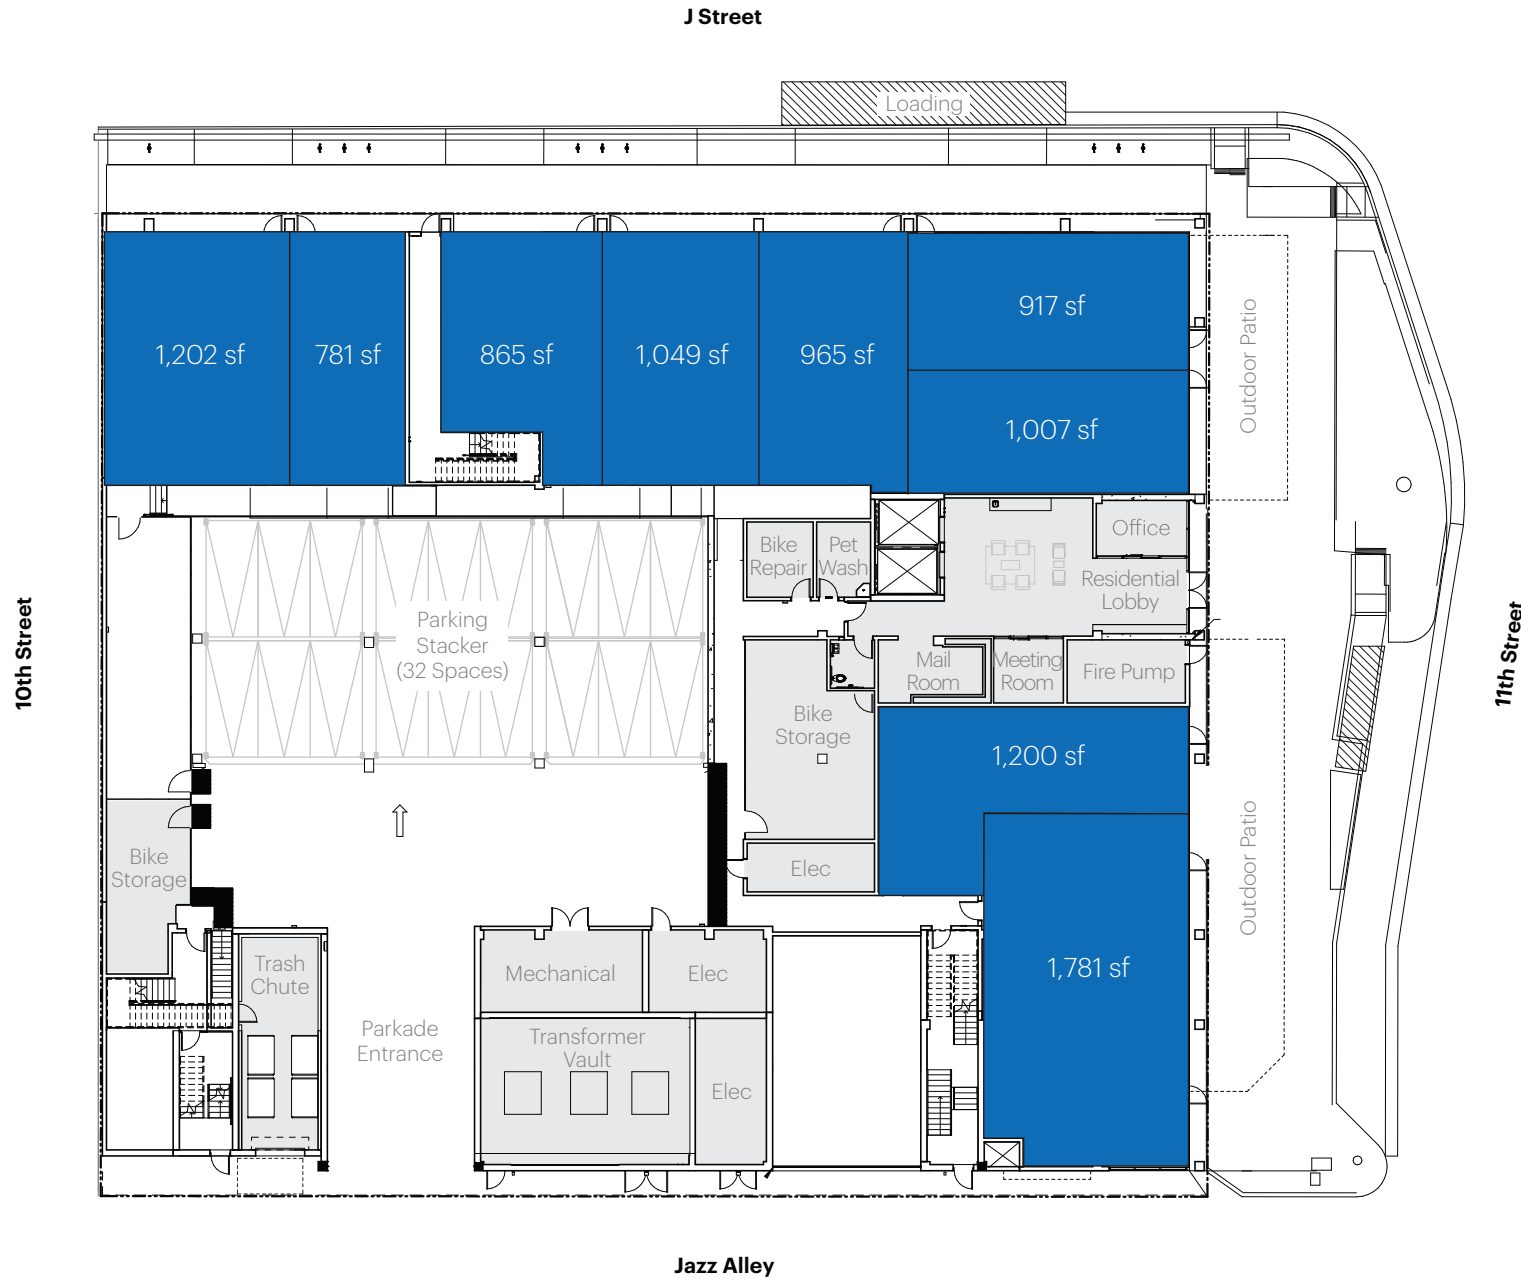 J Street
Loading
917 sf
1,202 sf
781 sf
865 sf
1,049 sf
965 sf
Outdoor Patio
1,007 sf
Office
Bike
Repair
Pet
Wash
Residential
Lobby
Parking
Stacker
(32 Spaces)
10th Street
11th Street
Mail
Room
Meeting
Room
Fire Pump
Bike
Storage
1,200 sf
Bike
Storage
Elec
Outdoor Patio
Trash
Chute
Mechanical
Elec
1,781 sf
Parkade
Entrance
Transformer
Vault
Elec
Jazz Alley